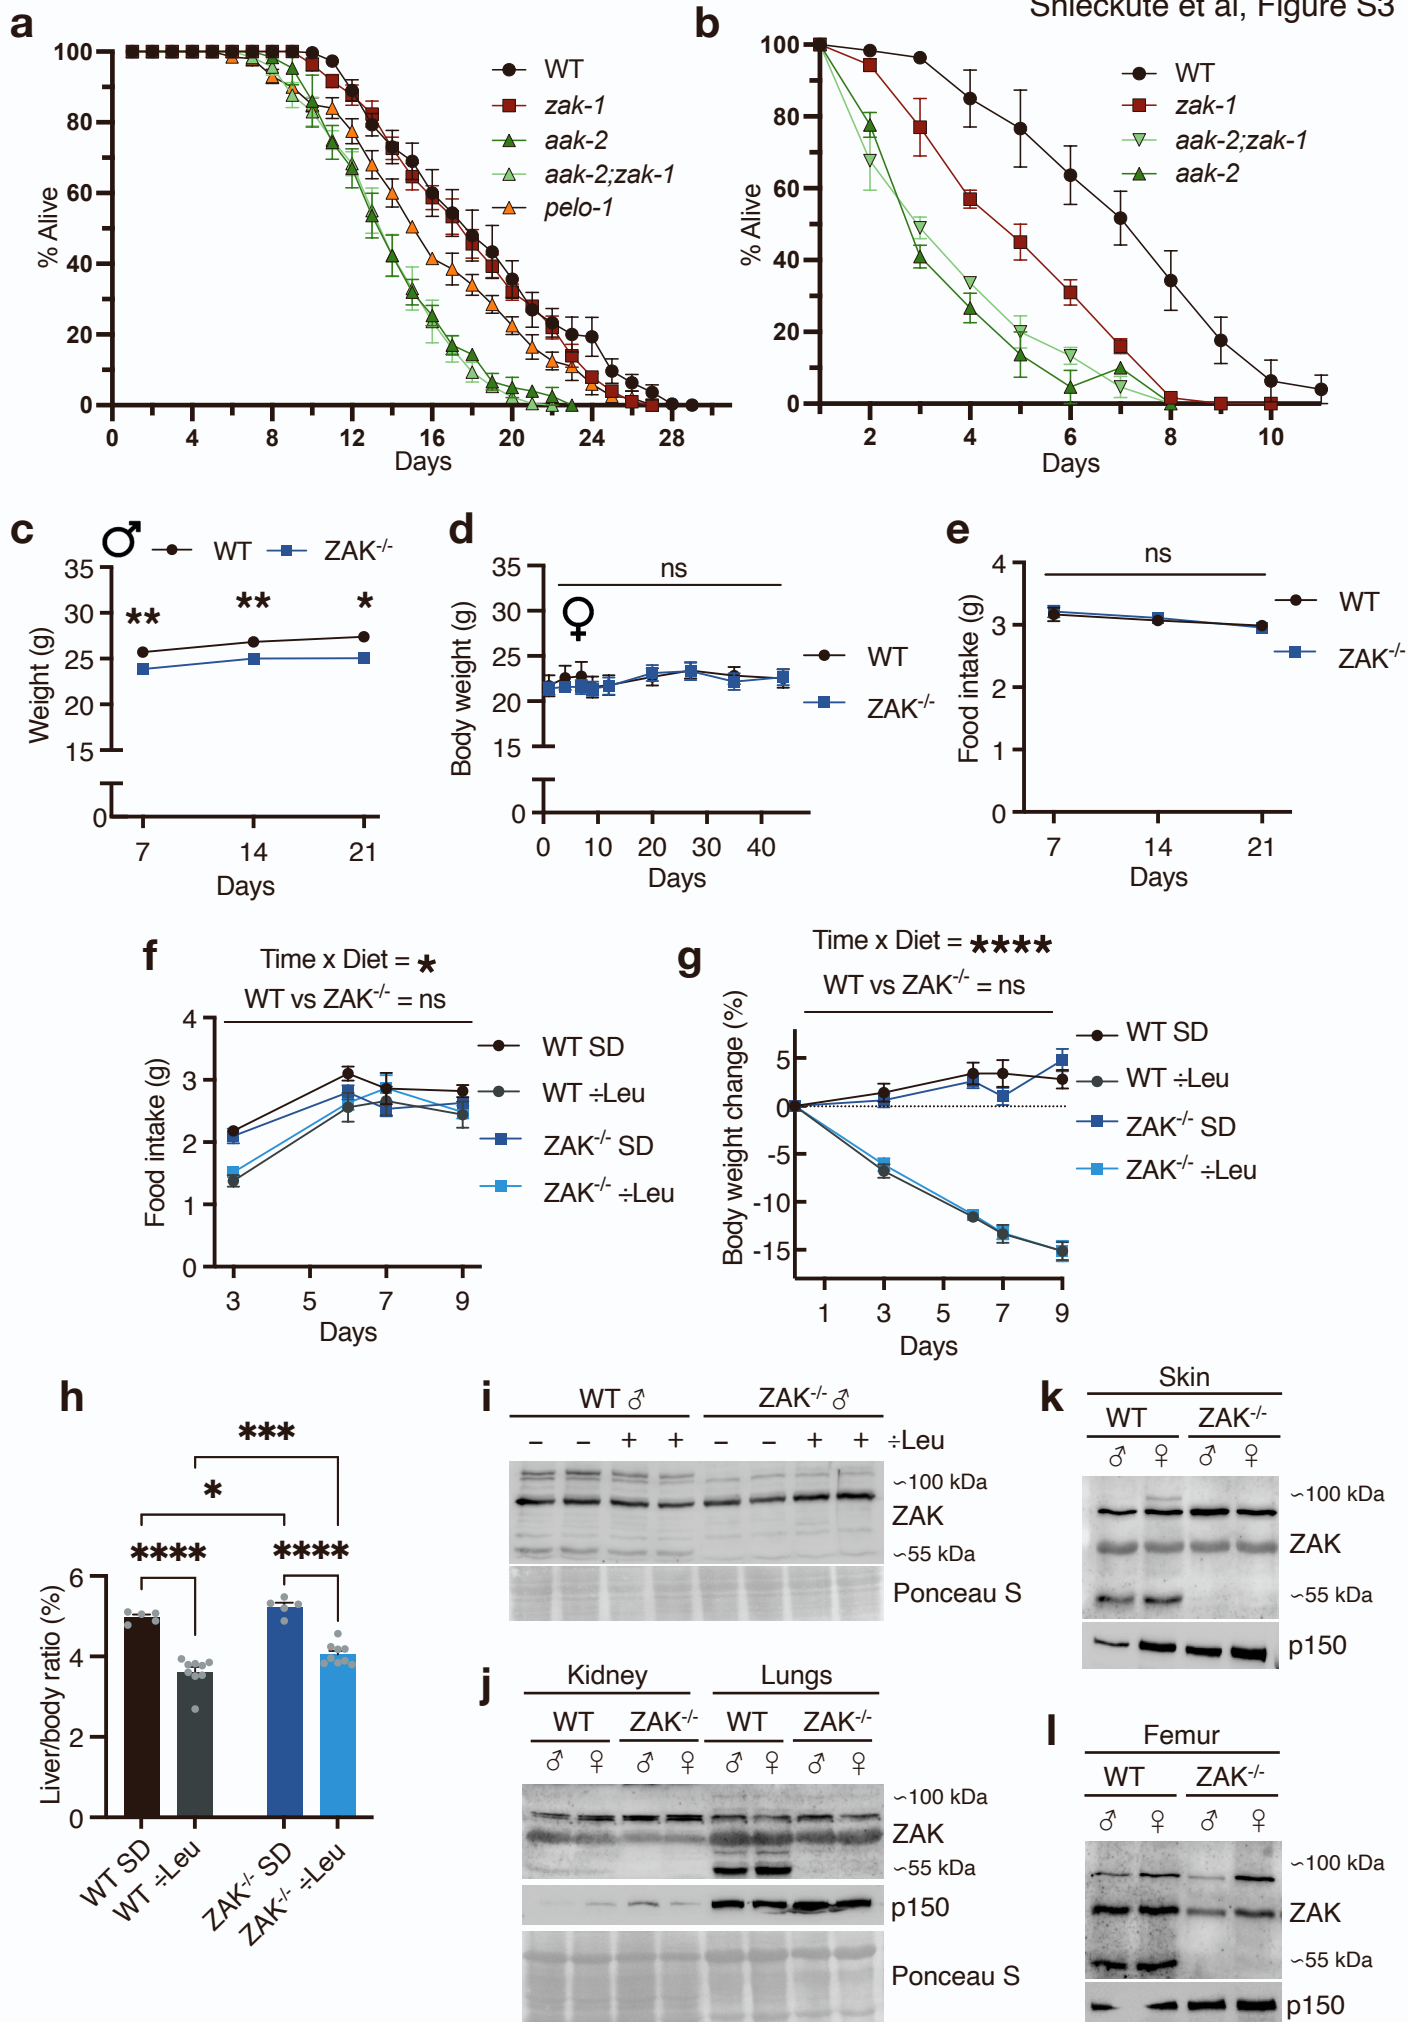 Snieckute et al, Figure S3
a
100
80
60
40
20
0
% Alive
0 4 8 12 16 20 24 28
Days
WT
zak-1
aak-2
aak-2;zak-1
pelo-1
b
100
80
60
40
20
0
% Alive
2 4 6 8 10
Days
WT
zak-1
aak-2;zak-1
aak-2
c
♂
WT ZAK-/-
35
30
25
20
15
0
Weight (g)
** ** *
7 14 21
Days
d
35
30
25
20
15
0
Body weight (g)
ns
♀
0 10 20 30 40
Days
WT
ZAK-/-
e
4
3
2
1
0
Food intake (g)
ns
7 14 21
Days
WT
ZAK-/-
f
Time x Diet = *
WT vs ZAK-/- = ns
4
3
2
1
0
Food intake (g)
3 5 7 9
Days
WT SD
WT ÷Leu
ZAK-/- SD
ZAK-/- ÷Leu
g
Time x Diet = ****
WT vs ZAK-/- = ns
5
0
-5
-10
-15
Body weight change (%)
1 3 5 7 9
Days
WT SD
WT ÷Leu
ZAK-/- SD
ZAK-/- ÷Leu
h
***
*
**** ****
6
4
2
0
Liver/body ratio (%)
WT SD
WT ÷Leu
ZAK-/- SD
ZAK-/- ÷Leu
i
WT ♂ ZAK-/- ♂
– – + + – – + + ÷Leu
~100 kDa
ZAK
~55 kDa
Ponceau S
j
Kidney Lungs
WT ZAK-/- WT ZAK-/-
♂ ♀ ♂ ♀ ♂ ♀ ♂ ♀
~100 kDa
ZAK
~55 kDa
p150
Ponceau S
k
Skin
WT ZAK-/-
♂ ♀ ♂ ♀
~100 kDa
ZAK
~55 kDa
p150
l
Femur
WT ZAK-/-
♂ ♀ ♂ ♀
~100 kDa
ZAK
~55 kDa
p150